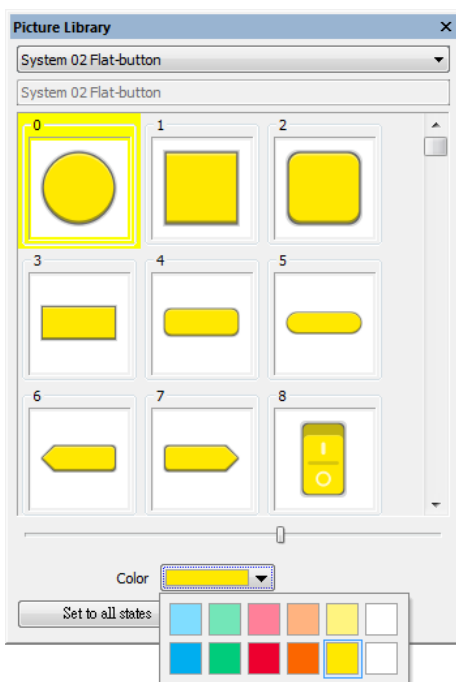 Picture Library
System 02 Flat-button
System 02 Flat-button
0 1 2
3 4 5
6 7 8
Color
Set to all states